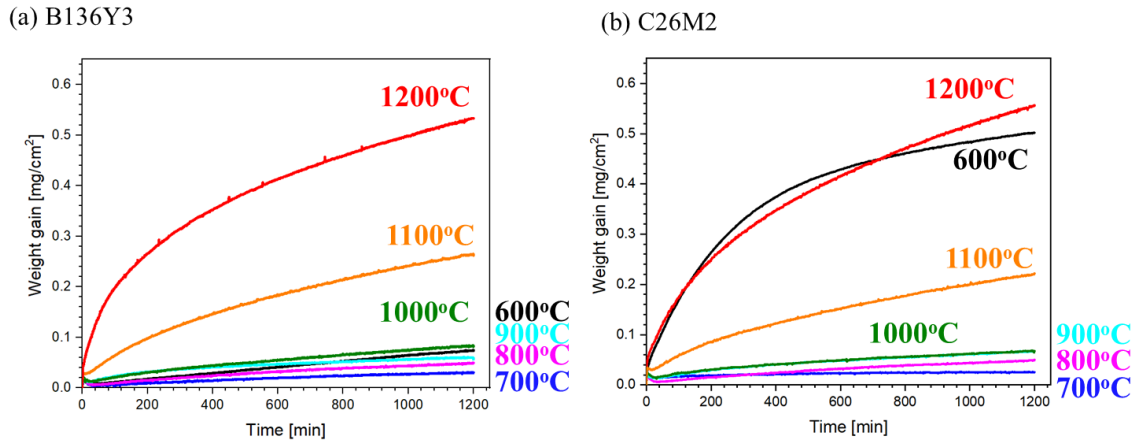 (a) B136Y3
(b) C26M2
0.6
0.5
0.4
0.3
0.2
0.1
0.0
Weight gain [mg/cm²]
1200°C
1100°C
1000°C
600°C
900°C
800°C
700°C
0 200 400 600 800 1000 1200
Time [min]
0.6
0.5
0.4
0.3
0.2
0.1
0.0
Weight gain [mg/cm²]
1200°C
600°C
1100°C
1000°C
900°C
800°C
700°C
0 200 400 600 800 1000 1200
Time [min]